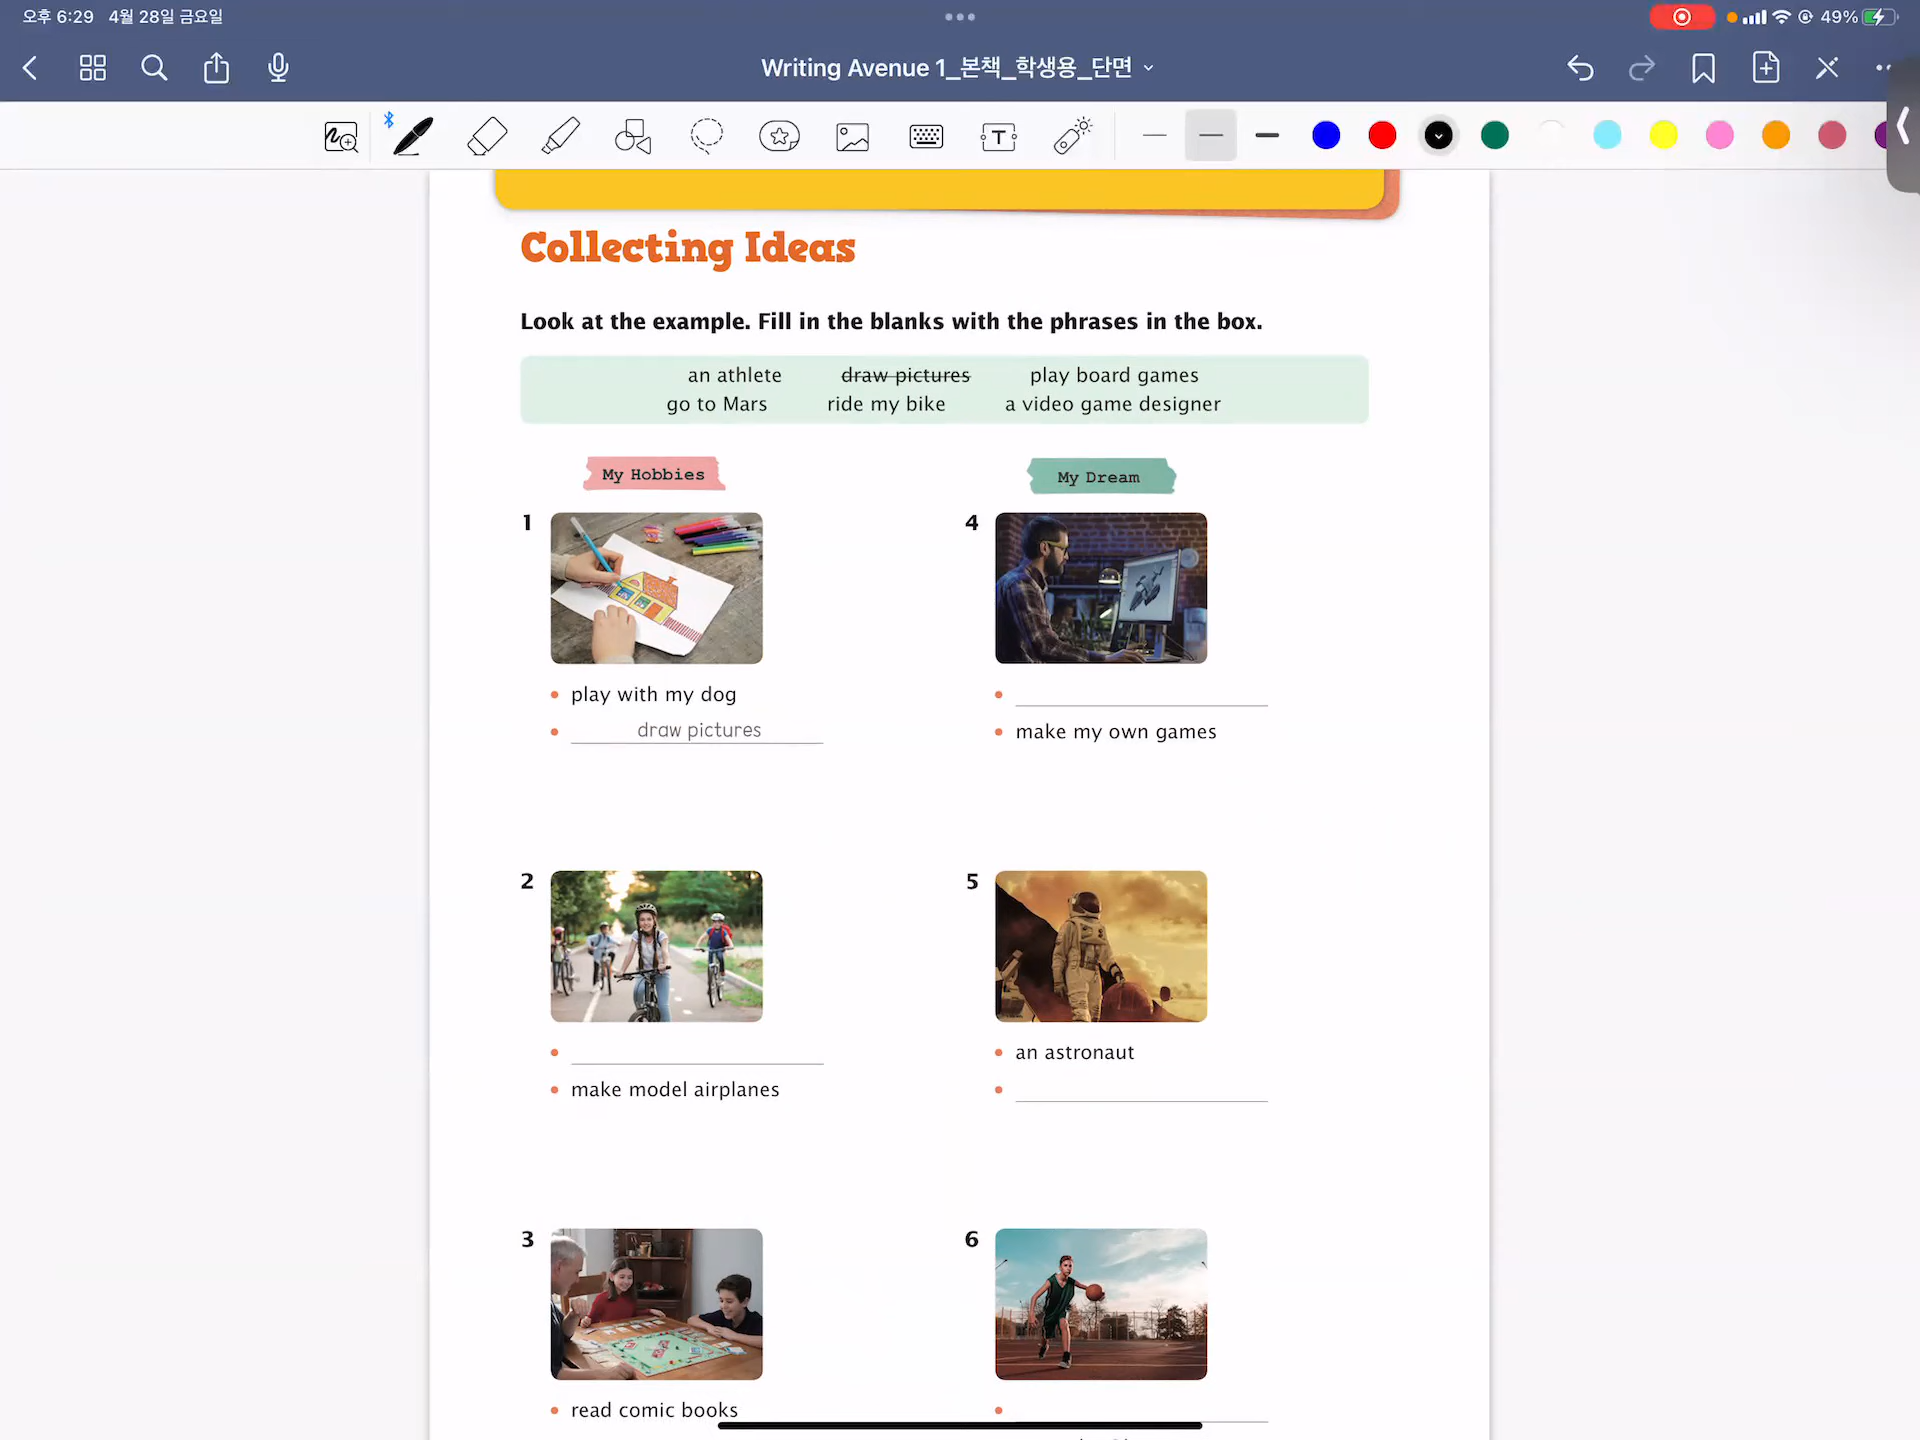 오후 6:29 4월 28일 금요일
49%
Writing Avenue 1_본책_학생용_단면
Collecting Ideas
Look at the example. Fill in the blanks with the phrases in the box.
an athlete draw pictures play board games
go to Mars ride my bike a video game designer
My Hobbies
1
play with my dog
draw pictures
2
make model airplanes
3
read comic books
My Dream
4
make my own games
5
an astronaut
6